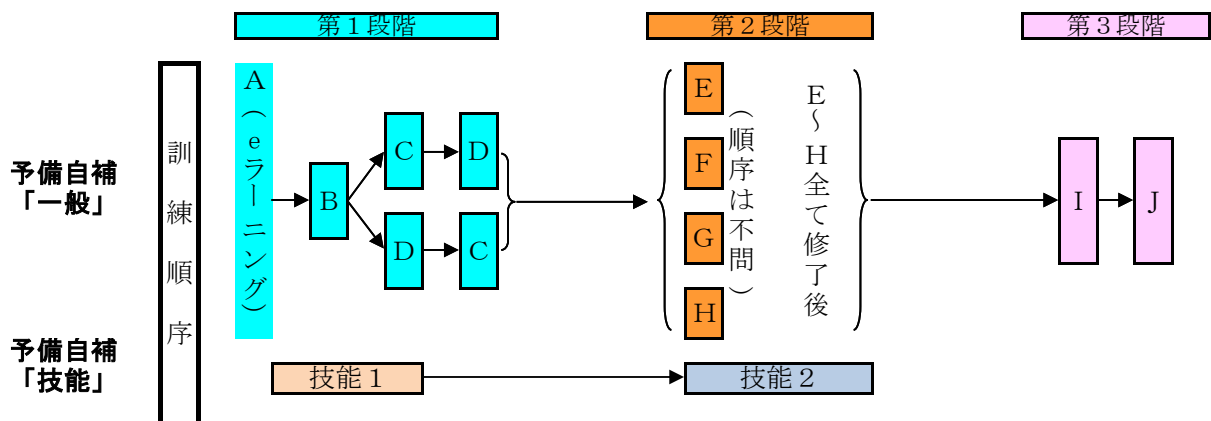 第１段階
第２段階
第３段階
予備自補
「一般」
予備自補
「技能」
訓練順序
A（eラーニング）
B
C
D
D
C
E
F
G
H
（順序は不問）
E～H全て修了後
I
J
技能１
技能２